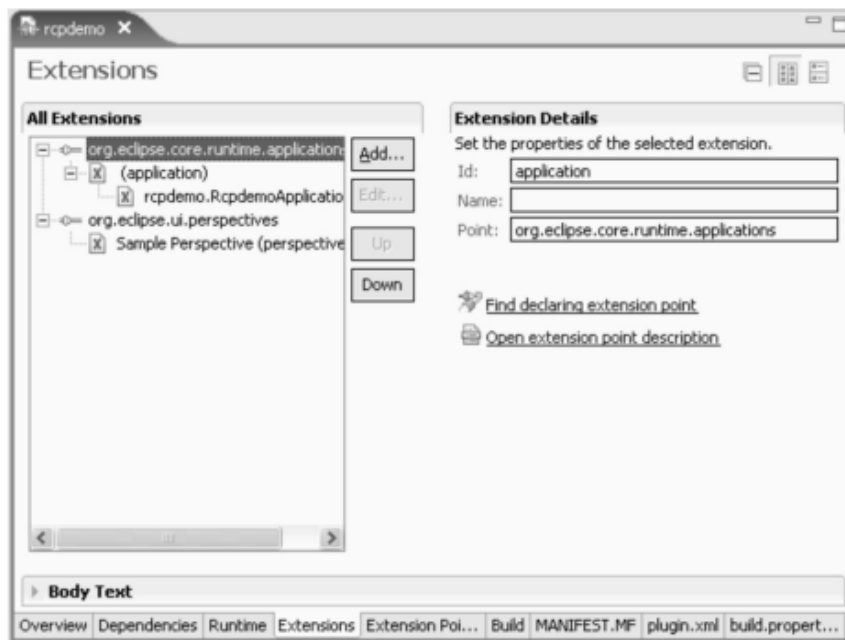 rcpdemo
Extensions
All Extensions
org.eclipse.core.runtime.application
(application)
rcpdemo.RcpdemoApplicatio
org.eclipse.ui.perspectives
Sample Perspective (perspective
Add...
Edit...
Up
Down
Extension Details
Set the properties of the selected extension.
Id: application
Name:
Point: org.eclipse.core.runtime.applications
Find declaring extension point
Open extension point description
Body Text
Overview Dependencies Runtime Extensions Extension Poi... Build MANIFEST.MF plugin.xml build.propert...